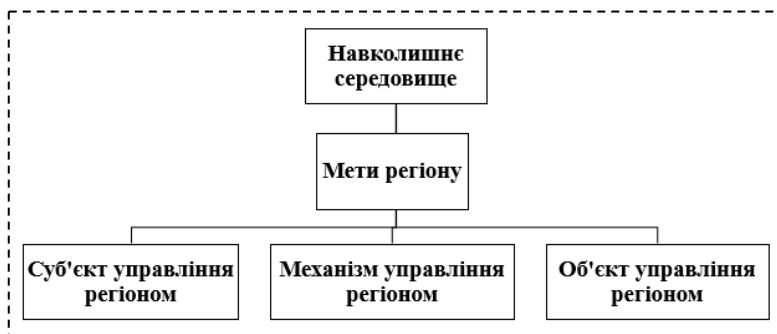 Навколишнє
середовище
Мети регіону
Суб'єкт управління
регіоном
Механізм управління
регіоном
Об'єкт управління
регіоном